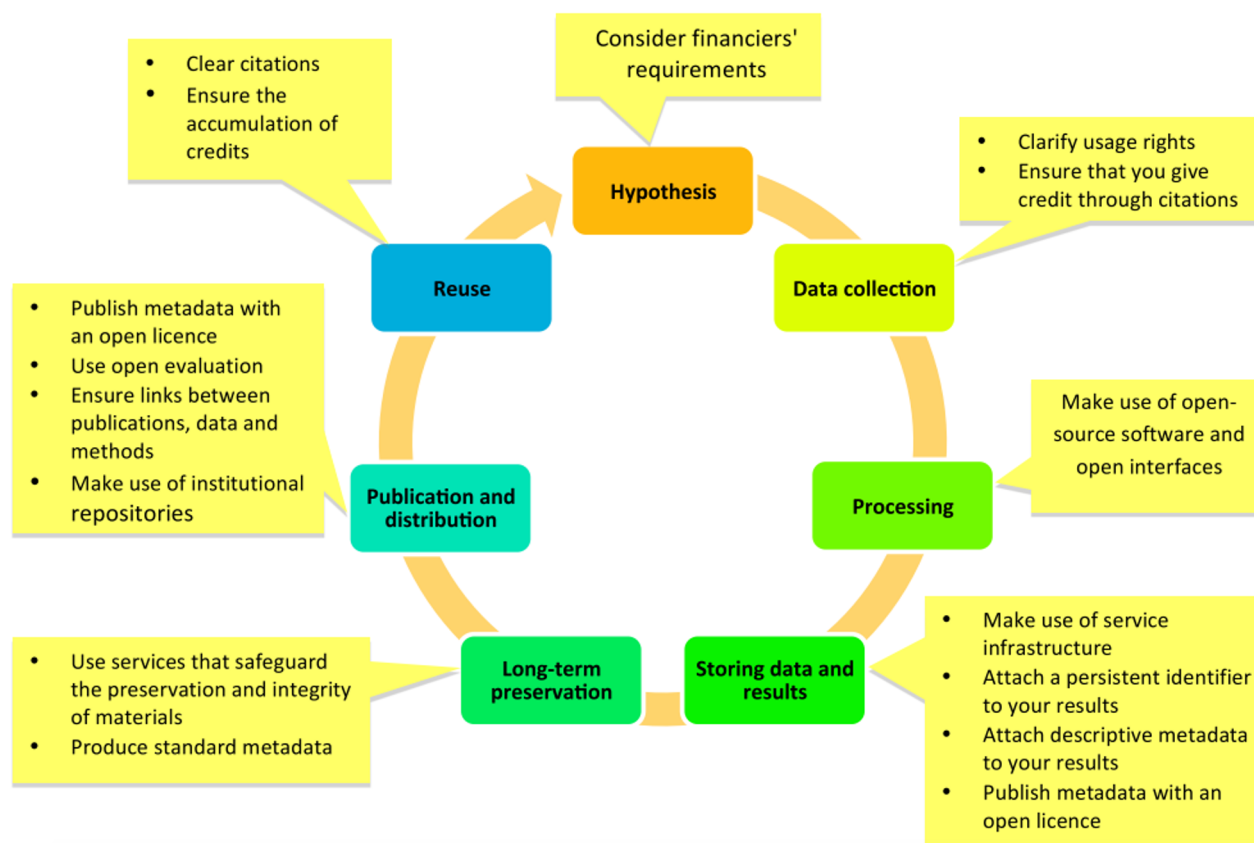 Consider financiers'
requirements
• Clear citations
• Ensure the
accumulation of
credits
• Clarify usage rights
• Ensure that you give
credit through citations
Hypothesis
Reuse
Data collection
• Publish metadata with
an open licence
• Use open evaluation
• Ensure links between
publications, data and
methods
• Make use of institutional
repositories
Make use of open-
source software and
open interfaces
Publication and
distribution
Processing
• Use services that safeguard
the preservation and integrity
of materials
• Produce standard metadata
Long-term
preservation
Storing data and
results
• Make use of service
infrastructure
• Attach a persistent identifier
to your results
• Attach descriptive metadata
to your results
• Publish metadata with an
open licence